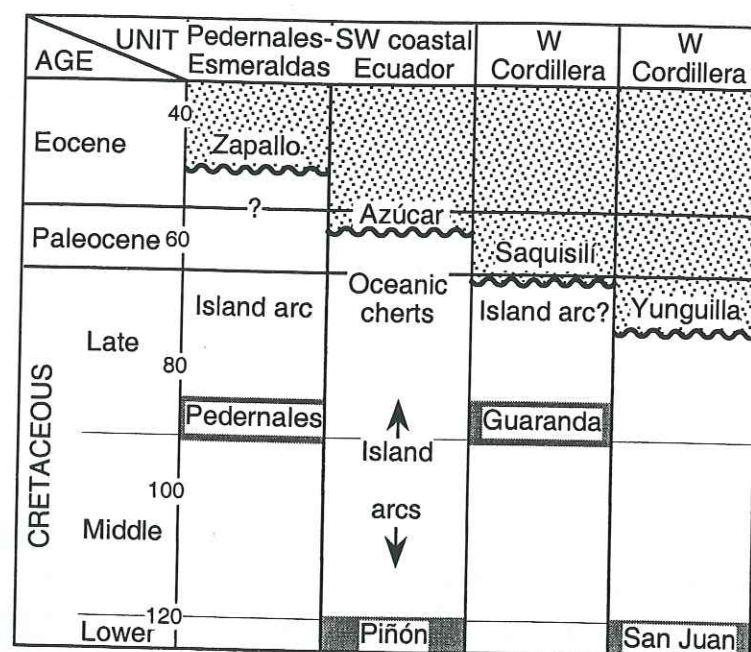 UNIT
AGE
Pedernales-
Esmeraldas
SW coastal
Ecuador
W
Cordillera
W
Cordillera
40
Eocene
Zapallo
?
Azúcar
Paleocene
60
Saquisilí
Oceanic
cherts
Island arc
Island arc?
Yunguilla
Late
80
Pedernales
Guaranda
Island
arcs
CRETACEOUS
100
Middle
120
Lower
Piñón
San Juan